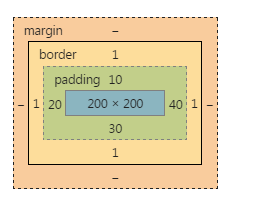 margin –
border 1
padding 10
– 1 20 200 × 200 40 1 –
30
1
–